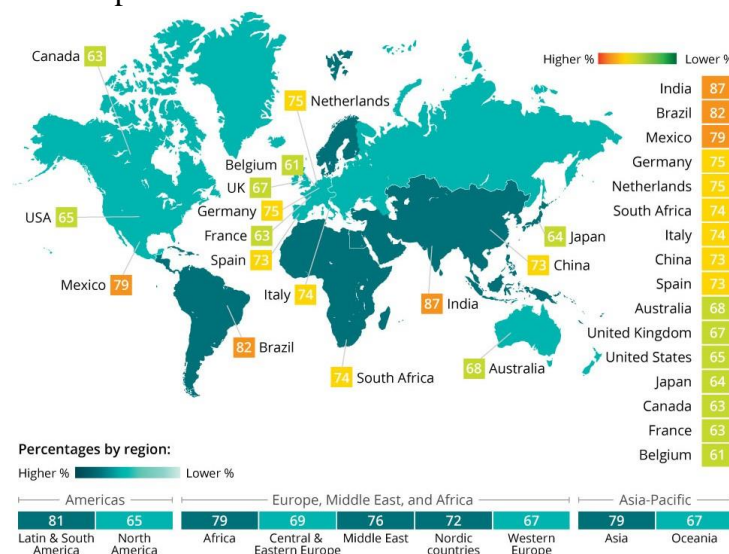 Canada 63
75 Netherlands
Higher % Lower %
Belgium 61
UK 67
Germany 75
USA 65
France 63
Spain 73
64 Japan
73 China
Mexico 79
Italy 74
87 India
82 Brazil
74 South Africa
68 Australia
India 87
Brazil 82
Mexico 79
Germany 75
Netherlands 75
South Africa 74
Italy 74
China 73
Spain 73
Australia 68
United Kingdom 67
United States 65
Japan 64
Canada 63
France 63
Belgium 61
Percentages by region:
Higher % Lower %
Americas
81 65
Latin & South America
North America
Europe, Middle East, and Africa
79 69 76 72 67
Africa
Central & Eastern Europe
Middle East
Nordic countries
Western Europe
Asia-Pacific
79 67
Asia
Oceania